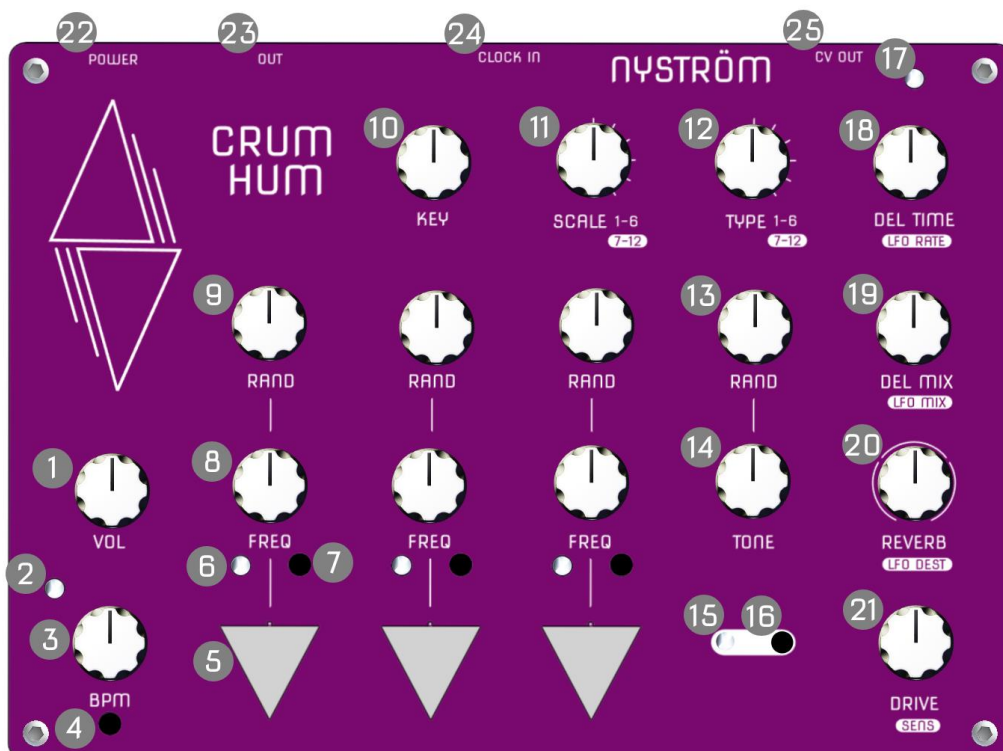 22 23 24 25
POWER OUT CLOCK IN NYSTRÖM CV OUT 17
CRUM
HUM
10 11 12 18
KEY SCALE 1-6 TYPE 1-6 DEL TIME
7-12 7-12 LFO RATE
9 13 19
RAND RAND RAND RAND DEL MIX
LFO MIX
1 8 14 20
VOL FREQ FREQ FREQ TONE REVERB
LFO DEST
2 6 7
3 5 15 16 21
BPM DRIVE
4 SENS